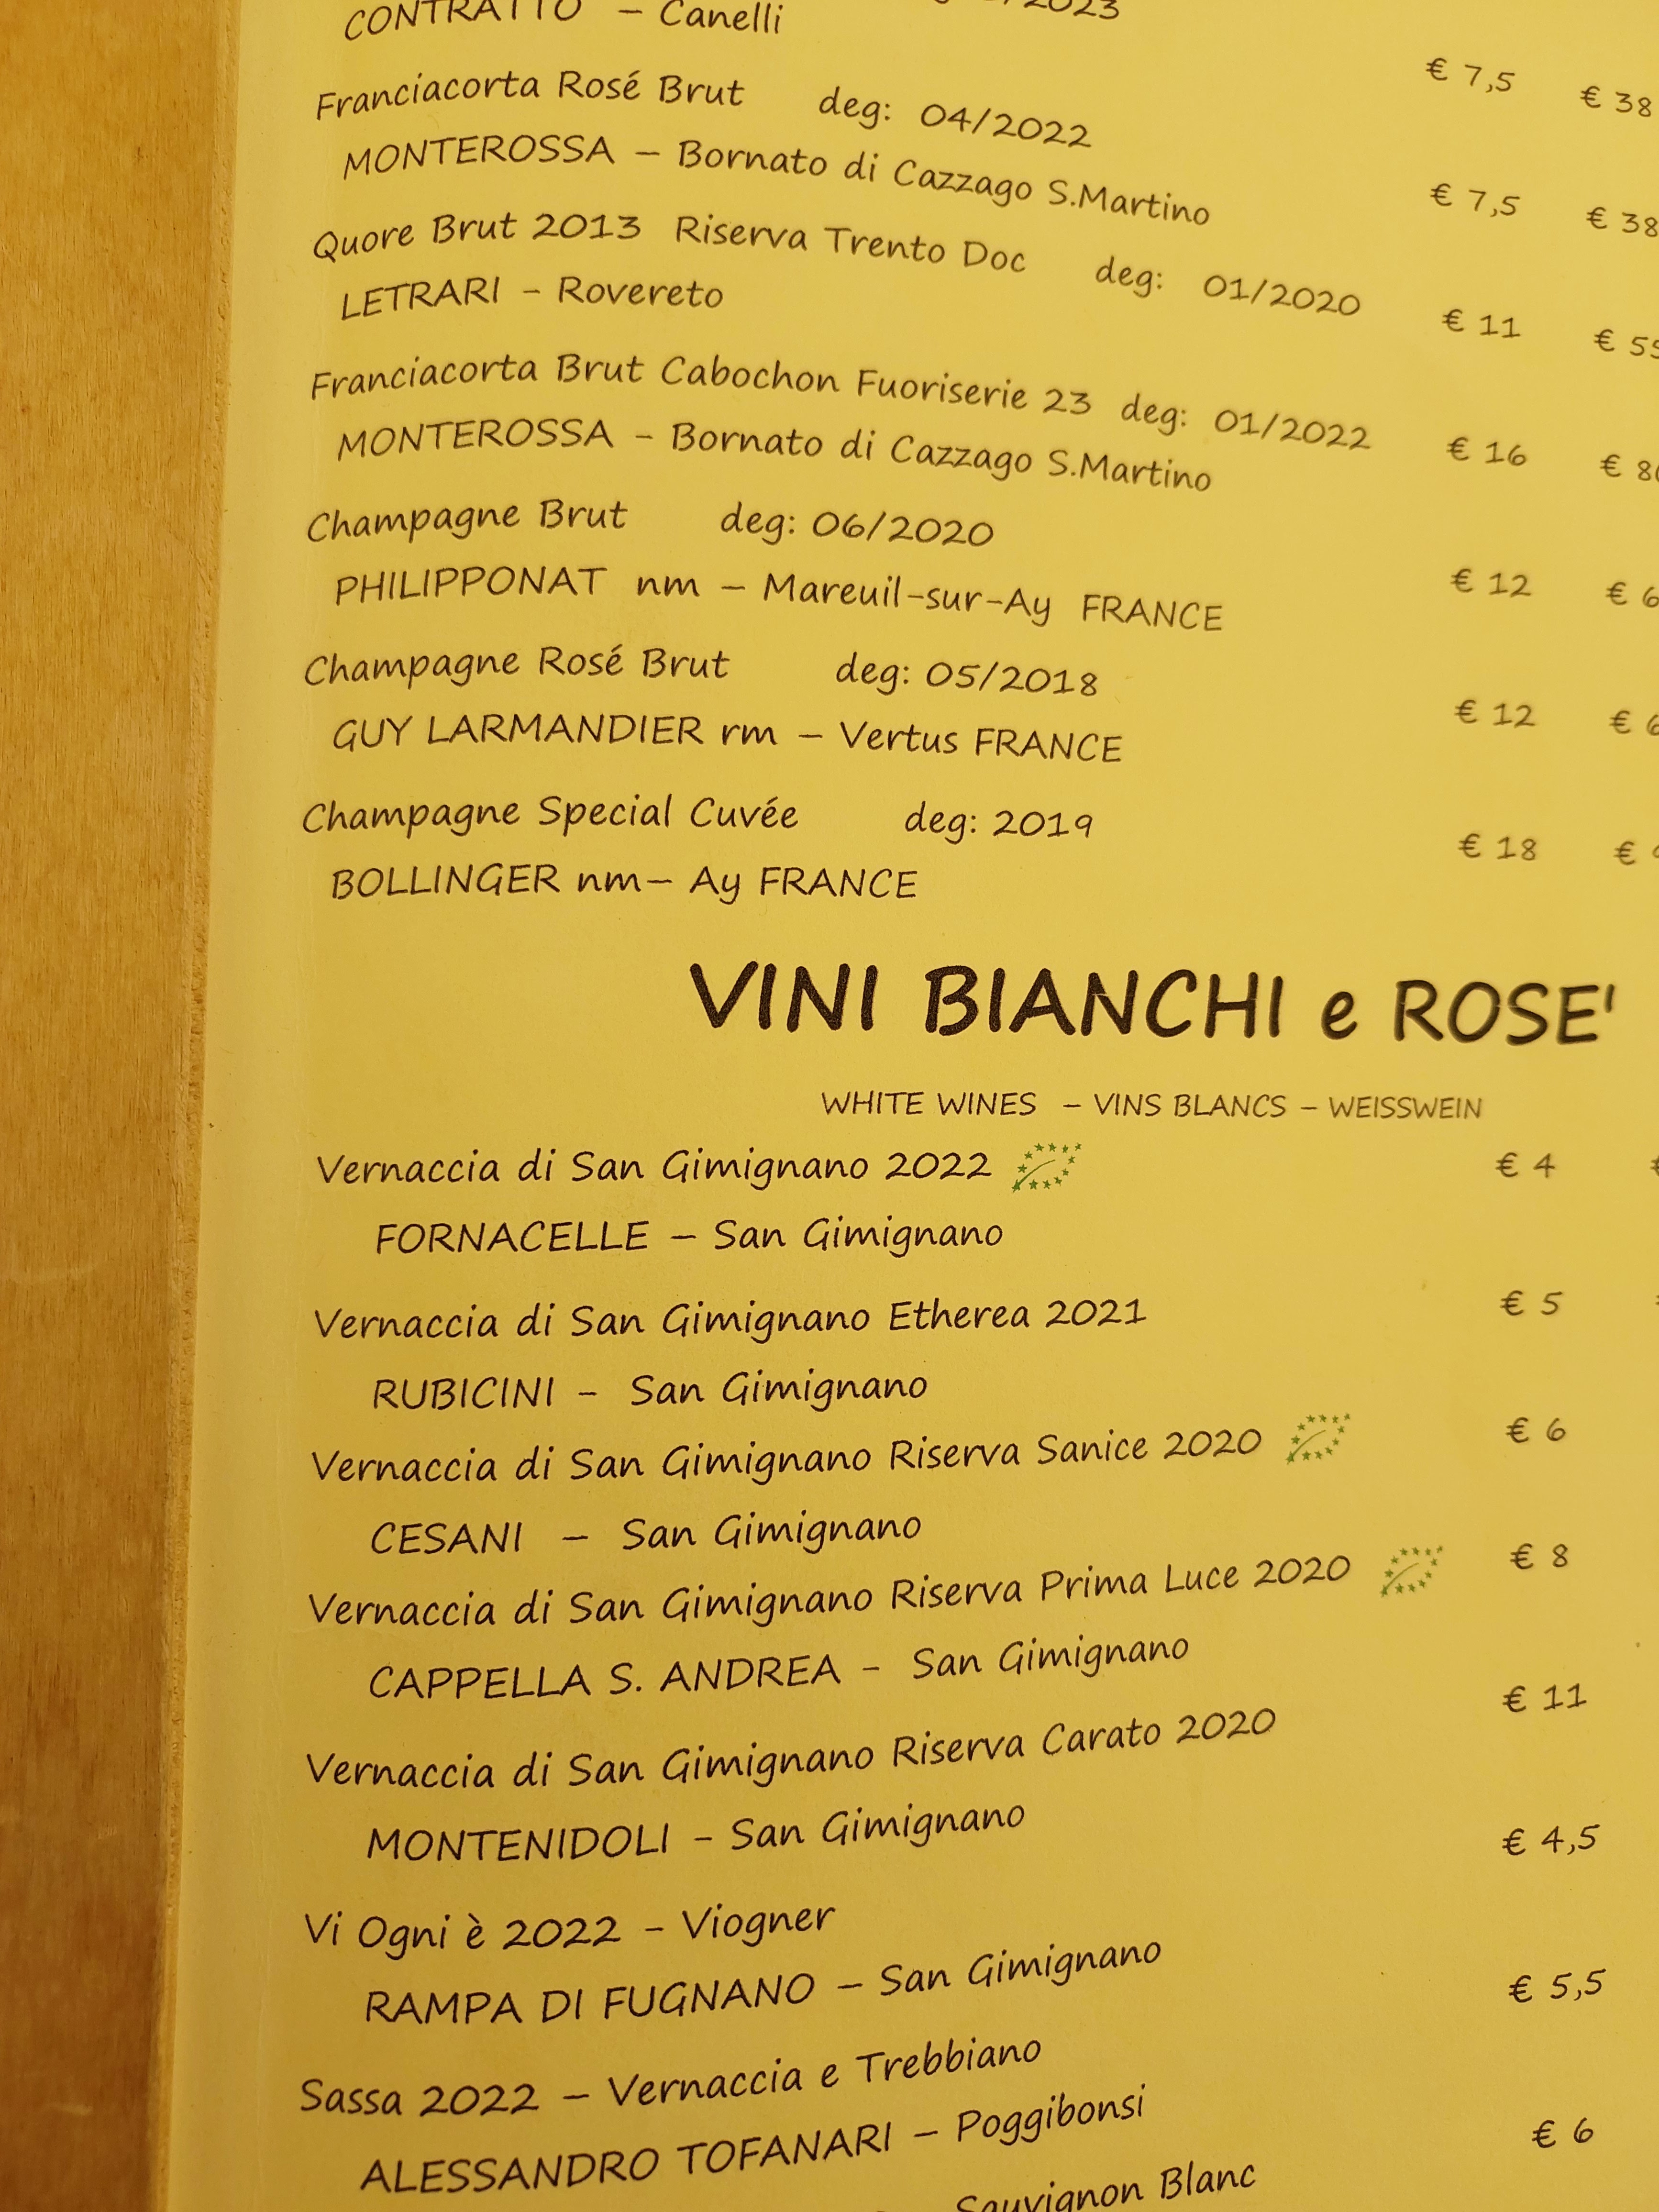 CONTRATTO – Canelli
€ 7,5 € 38
Franciacorta Rosé Brut deg: 04/2022
MONTEROSSA – Bornato di Cazzago S.Martino
€ 7,5 € 38
Quore Brut 2013 Riserva Trento Doc deg: 01/2020
LETRARI - Rovereto
€ 11 € 55
Franciacorta Brut Cabochon Fuoriserie 23 deg: 01/2022
MONTEROSSA - Bornato di Cazzago S.Martino
€ 16
Champagne Brut deg: 06/2020
PHILIPPONAT nm – Mareuil-sur-Ay FRANCE
€ 12
Champagne Rosé Brut deg: 05/2018
GUY LARMANDIER rm – Vertus FRANCE
€ 12
Champagne Special Cuvée deg: 2019
€ 18
BOLLINGER nm– Ay FRANCE
VINI BIANCHI e ROSE'
WHITE WINES – VINS BLANCS – WEISSWEIN
Vernaccia di San Gimignano 2022 € 4
FORNACELLE – San Gimignano
Vernaccia di San Gimignano Etherea 2021 € 5
RUBICINI - San Gimignano
Vernaccia di San Gimignano Riserva Sanice 2020 € 6
CESANI – San Gimignano
Vernaccia di San Gimignano Riserva Prima Luce 2020 € 8
CAPPELLA S. ANDREA - San Gimignano
Vernaccia di San Gimignano Riserva Carato 2020 € 11
MONTENIDOLI - San Gimignano
Vi Ogni è 2022 - Viogner € 4,5
RAMPA DI FUGNANO – San Gimignano
Sassa 2022 – Vernaccia e Trebbiano € 5,5
ALESSANDRO TOFANARI – Poggibonsi
Sauvignon Blanc € 6